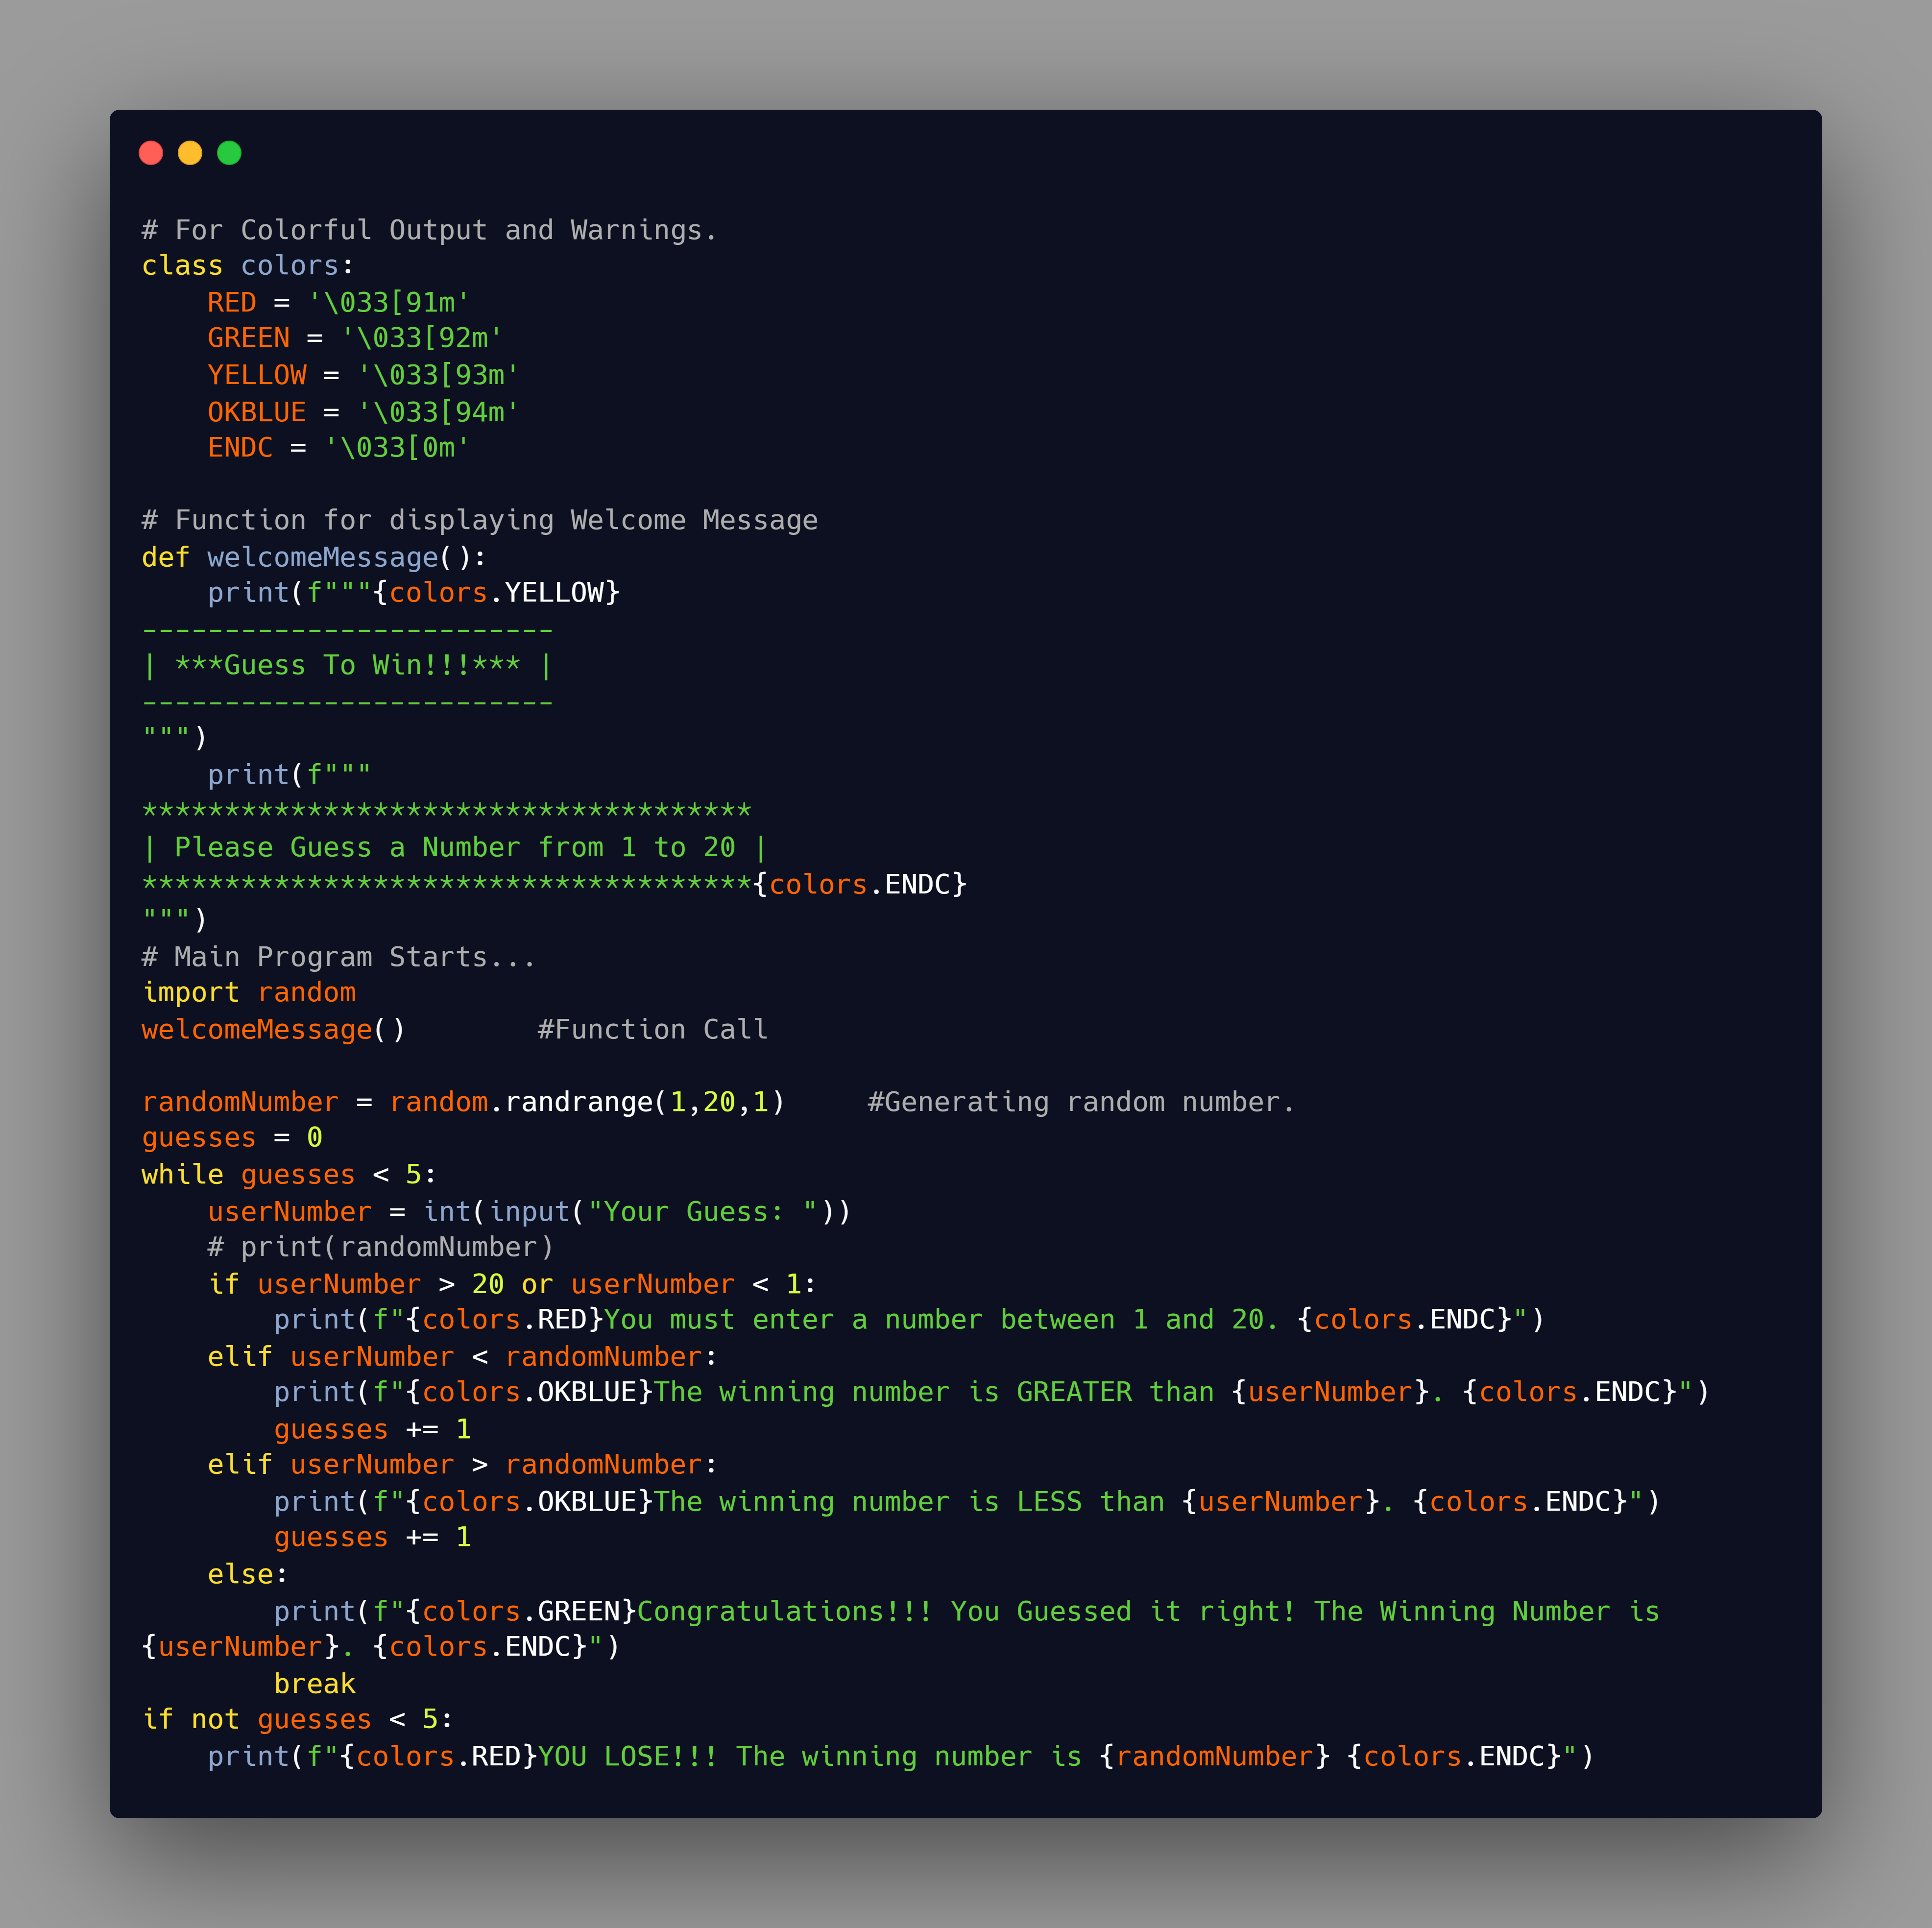 # For Colorful Output and Warnings.
class colors:
    RED = '\033[91m'
    GREEN = '\033[92m'
    YELLOW = '\033[93m'
    OKBLUE = '\033[94m'
    ENDC = '\033[0m'

# Function for displaying Welcome Message
def welcomeMessage():
    print(f"""{colors.YELLOW}
-------------------------
| ***Guess To Win!!!*** |
-------------------------
""")
    print(f"""
*************************************
| Please Guess a Number from 1 to 20 |
*************************************{colors.ENDC}
""")
# Main Program Starts...
import random
welcomeMessage()        #Function Call

randomNumber = random.randrange(1,20,1)     #Generating random number.
guesses = 0
while guesses < 5:
    userNumber = int(input("Your Guess: "))
    # print(randomNumber)
    if userNumber > 20 or userNumber < 1:
        print(f"{colors.RED}You must enter a number between 1 and 20. {colors.ENDC}")
    elif userNumber < randomNumber:
        print(f"{colors.OKBLUE}The winning number is GREATER than {userNumber}. {colors.ENDC}")
        guesses += 1
    elif userNumber > randomNumber:
        print(f"{colors.OKBLUE}The winning number is LESS than {userNumber}. {colors.ENDC}")
        guesses += 1
    else:
        print(f"{colors.GREEN}Congratulations!!! You Guessed it right! The Winning Number is
{userNumber}. {colors.ENDC}")
        break
if not guesses < 5:
    print(f"{colors.RED}YOU LOSE!!! The winning number is {randomNumber} {colors.ENDC}")